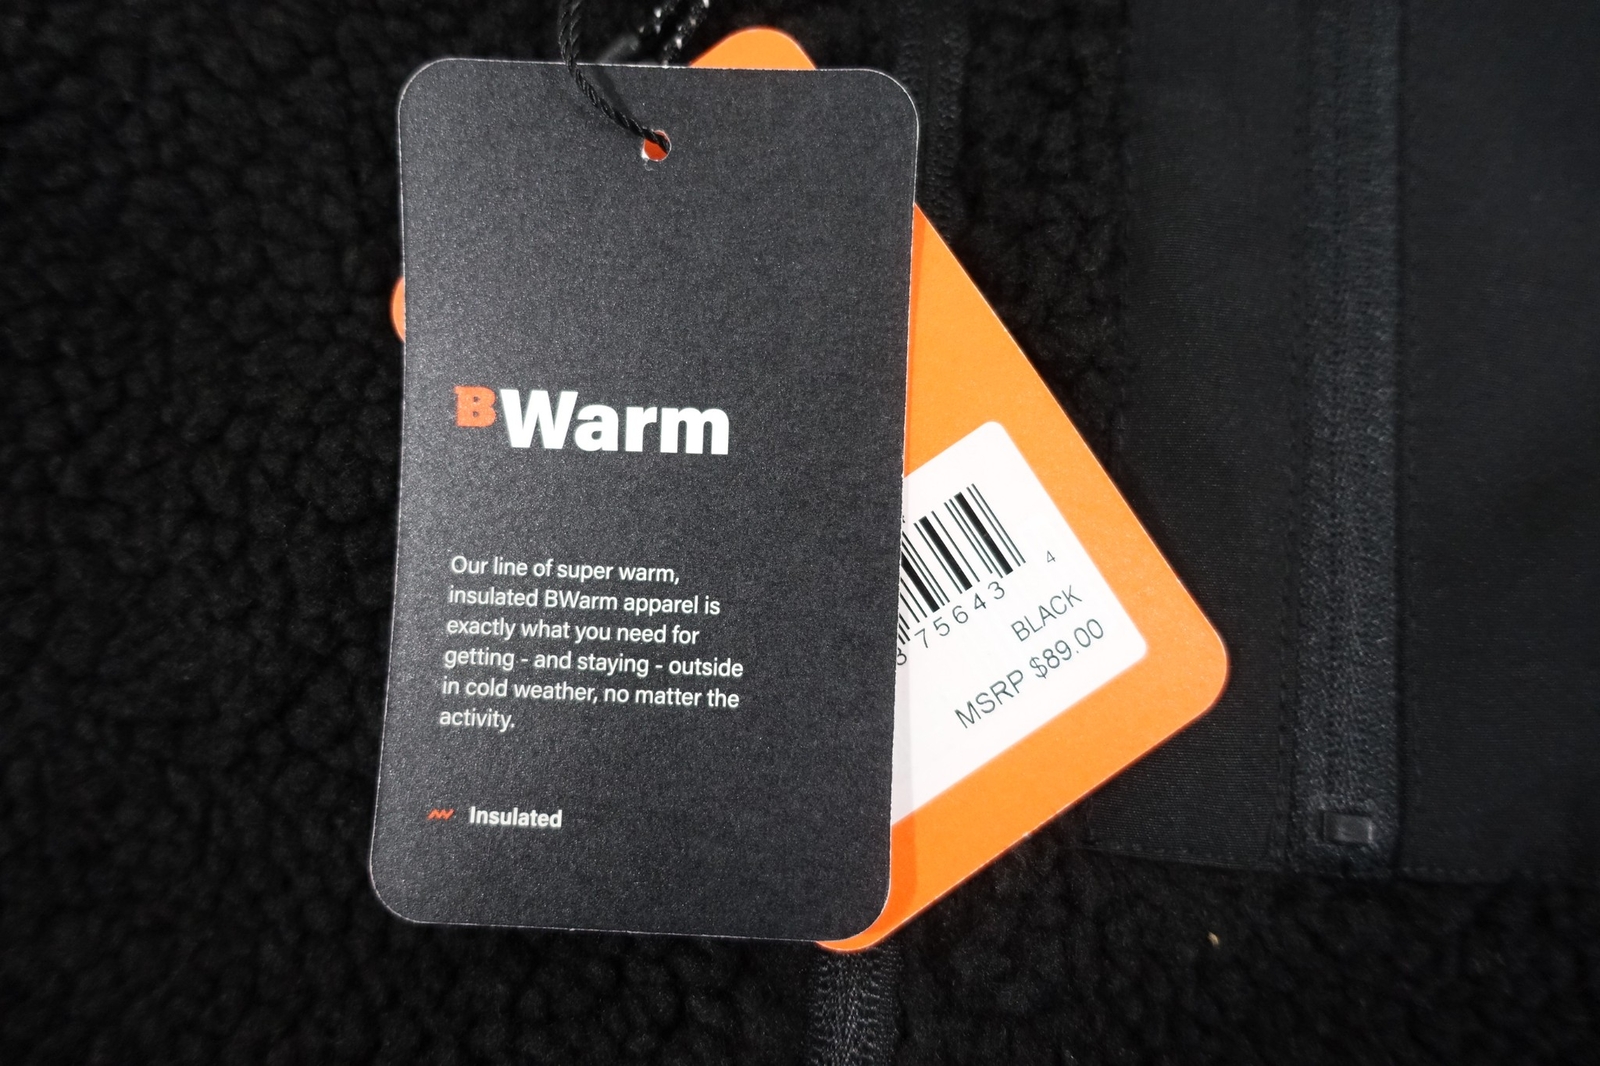 BWarm
Our line of super warm,
insulated BWarm apparel is
exactly what you need for
getting - and staying - outside
in cold weather, no matter the
activity.
Insulated
375643 4
BLACK
MSRP $89.00